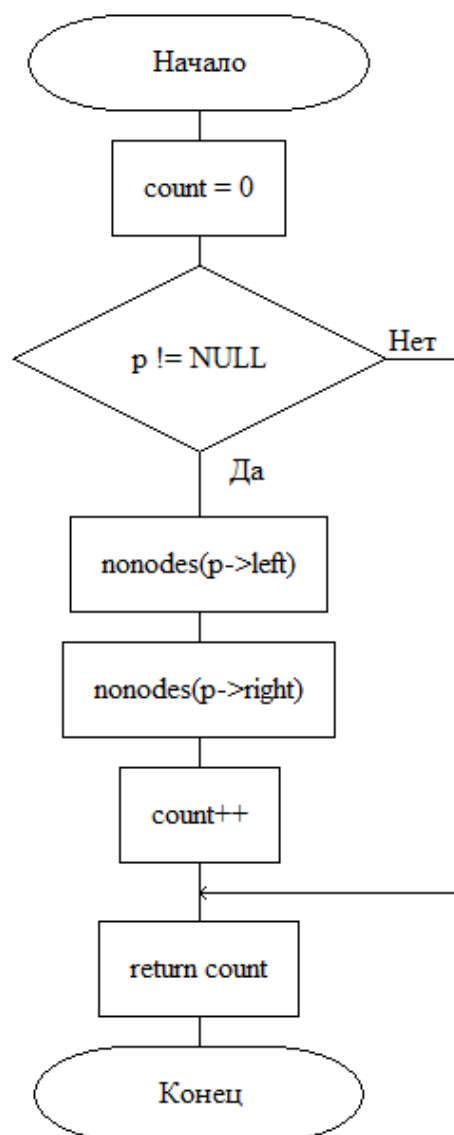 Начало
count = 0
p != NULL
Нет
Да
nonodes(p->left)
nonodes(p->right)
count++
return count
Конец